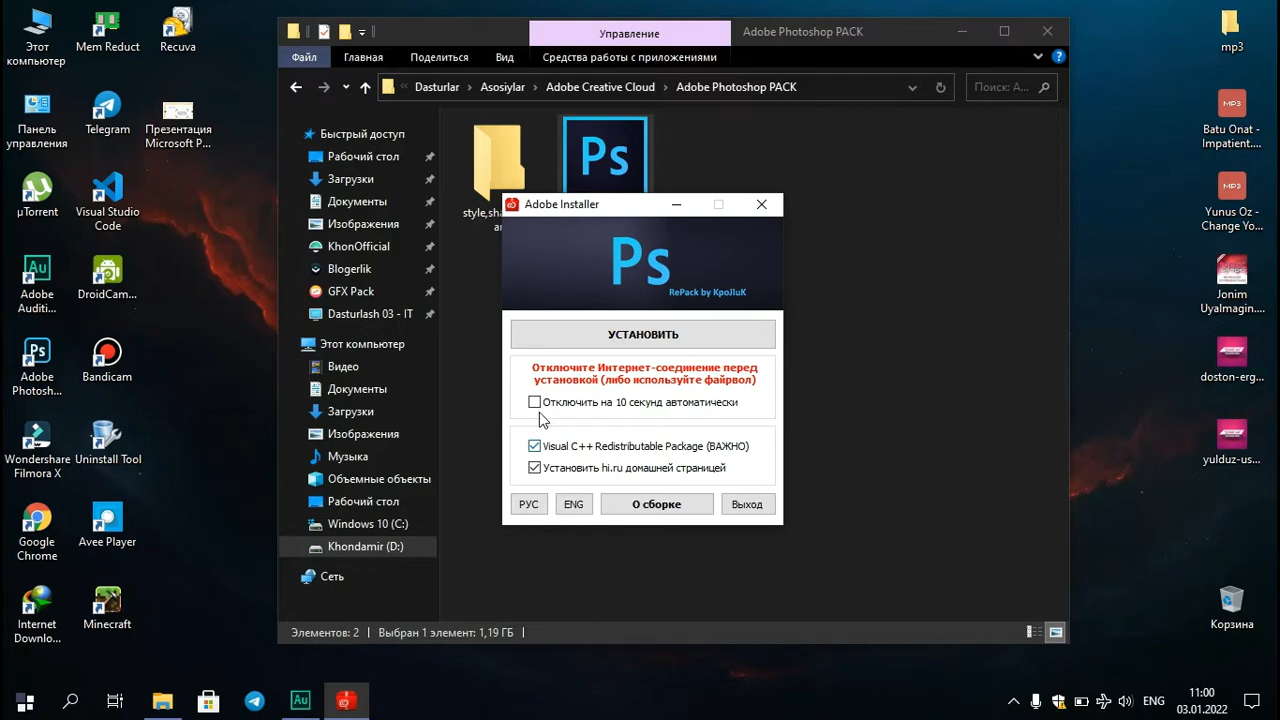 Этот компьютер
Mem Reduct
Recuva
Панель управления
Telegram
Презентация Microsoft P...
µTorrent
Visual Studio Code
Adobe Auditi...
DroidCam...
Adobe Photos...
Bandicam
Wondershare Filmora X
Uninstall Tool
Google Chrome
Avee Player
Internet Downlo...
Minecraft
Управление
Adobe Photoshop PACK
Файл
Главная
Поделиться
Вид
Средства работы с приложениями
Dasturlar > Asosiylar > Adobe Creative Cloud > Adobe Photoshop PACK
Поиск: A...
Быстрый доступ
Рабочий стол
Загрузки
Документы
Изображения
KhonOfficial
Blogerlik
GFX Pack
Dasturlash 03 - IT
Этот компьютер
Видео
Документы
Загрузки
Изображения
Музыка
Объемные объекты
Рабочий стол
Windows 10 (C:)
Khondamir (D:)
Сеть
Ps
Adobe Installer
Ps
RePack by KpoJIuK
УСТАНОВИТЬ
Отключите Интернет-соединение перед
установкой (либо используйте файрвол)
Отключить на 10 секунд автоматически
Visual C++ Redistributable Package (ВАЖНО)
Установить hi.ru домашней страницей
РУС
ENG
О сборке
Выход
Элементов: 2
Выбран 1 элемент: 1,19 ГБ
mp3
Batu Onat - Impatient....
Yunus Oz - Change Yo...
Jonim Uyalmagin....
doston-erg...
yulduz-us...
Корзина
ENG
11:00
03.01.2022